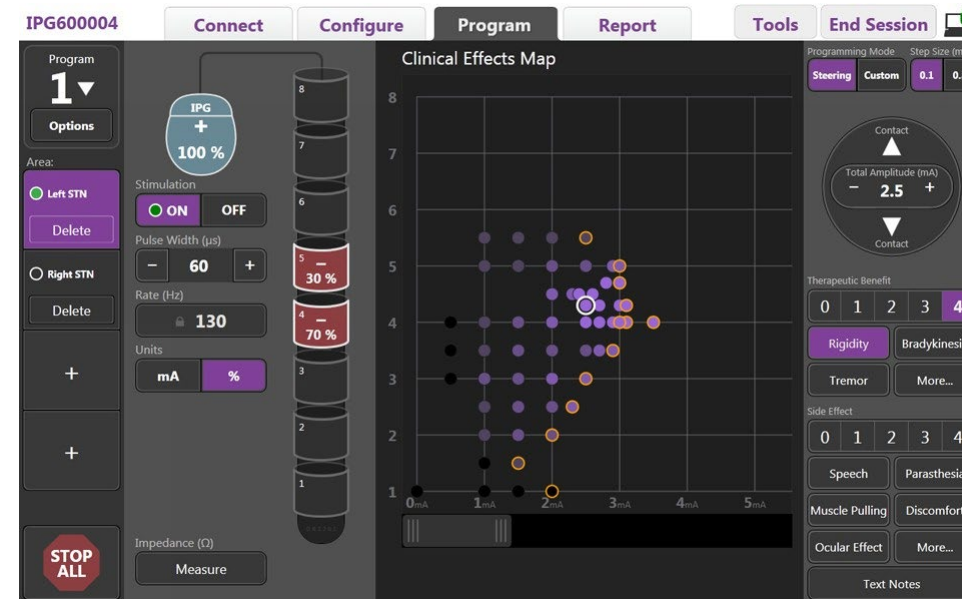 IPG600004
Connect
Configure
Program
Report
Tools
End Session
Program
1
Options
Area:
Left STN
Delete
Right STN
Delete
+
+
STOP
ALL
IPG
+
100 %
Stimulation
ON OFF
Pulse Width (µs)
− 60 +
Rate (Hz)
130
Units
mA %
Impedance (Ω)
Measure
8
7
6
5 −
30 %
4 −
70 %
3
2
1
Clinical Effects Map
8
7
6
5
4
3
2
1
0mA 1mA 2mA 3mA 4mA 5mA
Programming Mode Step Size (m
Steering Custom 0.1 0.
Contact
Total Amplitude (mA)
− 2.5 +
Contact
Therapeutic Benefit
0 1 2 3 4
Rigidity Bradykinesi
Tremor More...
Side Effect
0 1 2 3 4
Speech Parasthesia
Muscle Pulling Discomfort
Ocular Effect More...
Text Notes